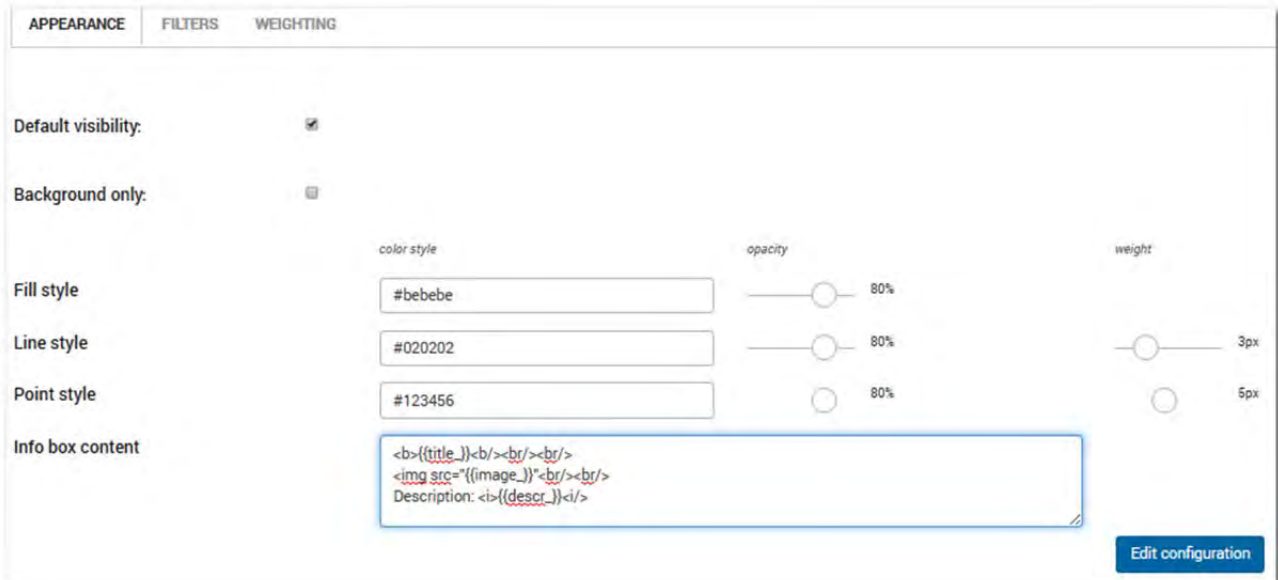 APPEARANCE FILTERS WEIGHTING
Default visibility:
Background only:
color style opacity weight
Fill style #bebebe 80%
Line style #020202 80% 3px
Point style #123456 80% 5px
Info box content
<b>{{title_}}<b/><br/><br/>
<img src="{{image_}}"<br/><br/>
Description: <i>{{descr_}}<i/>
Edit configuration